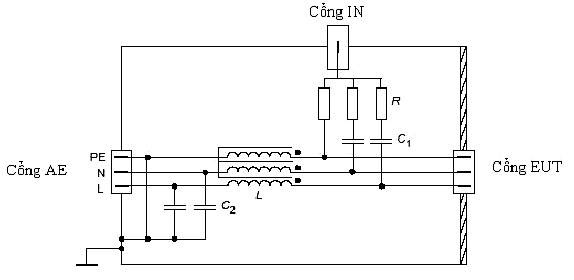 Cổng IN
R
C1
PE
Cổng AE
N
Cổng EUT
L
C2
L